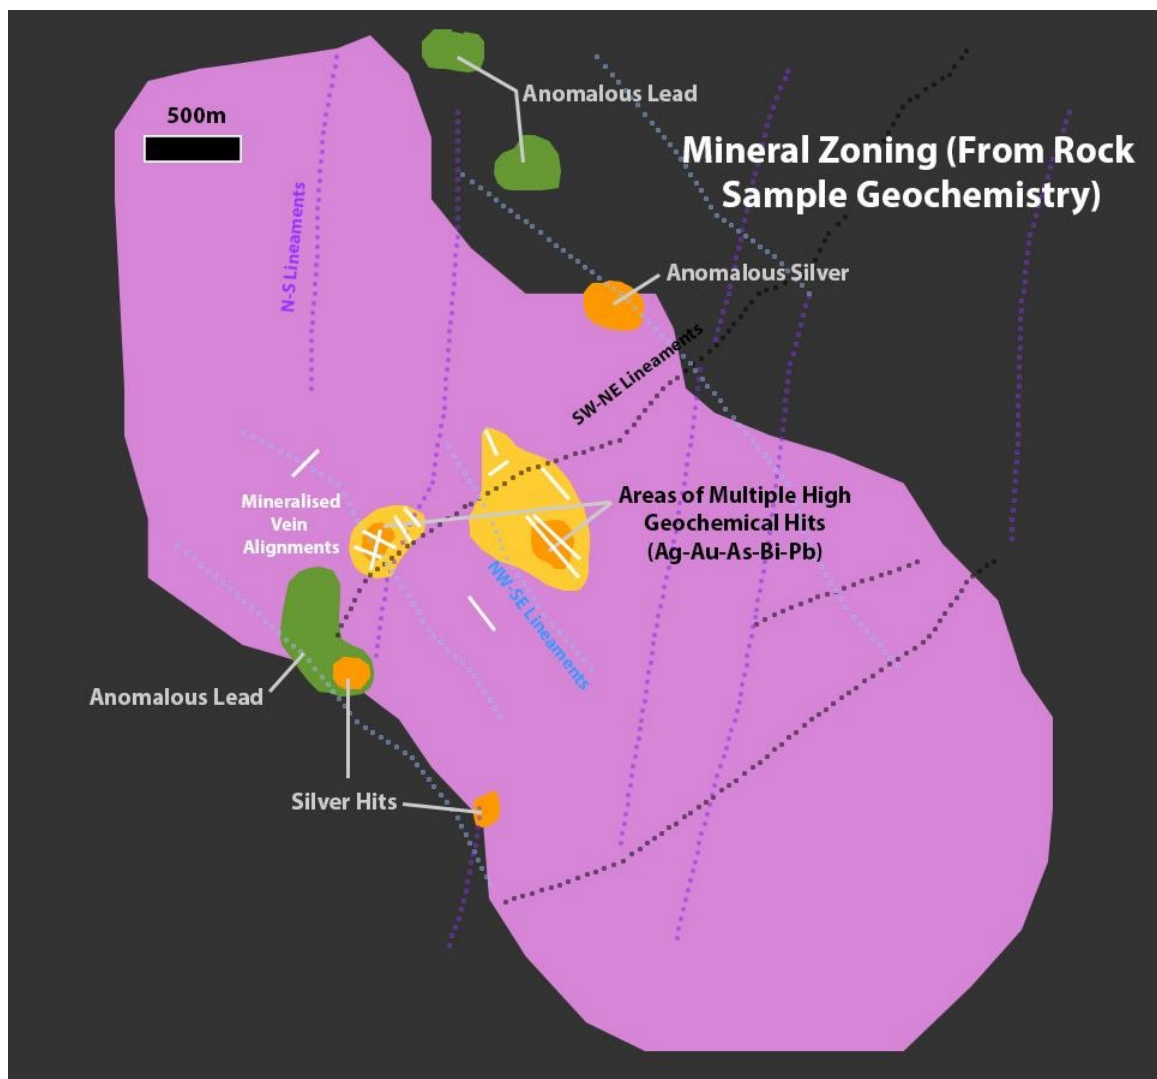 500m
Anomalous Lead
Mineral Zoning (From Rock
Sample Geochemistry)
N-S Lineaments
Anomalous Silver
SW-NE Lineaments
Mineralised
Vein
Alignments
Areas of Multiple High
Geochemical Hits
(Ag-Au-As-Bi-Pb)
NW-SE Lineaments
Anomalous Lead
Silver Hits